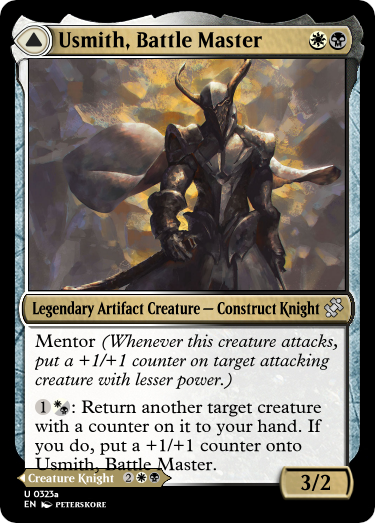 Usmith, Battle Master
Legendary Artifact Creature — Construct Knight
Mentor (Whenever this creature attacks,
put a +1/+1 counter on target attacking
creature with lesser power.)
1 : Return another target creature
with a counter on it to your hand. If
you do, put a +1/+1 counter onto
Usmith, Battle Master.
Creature Knight 2
3/2
U 0323a
EN PETERSKORE